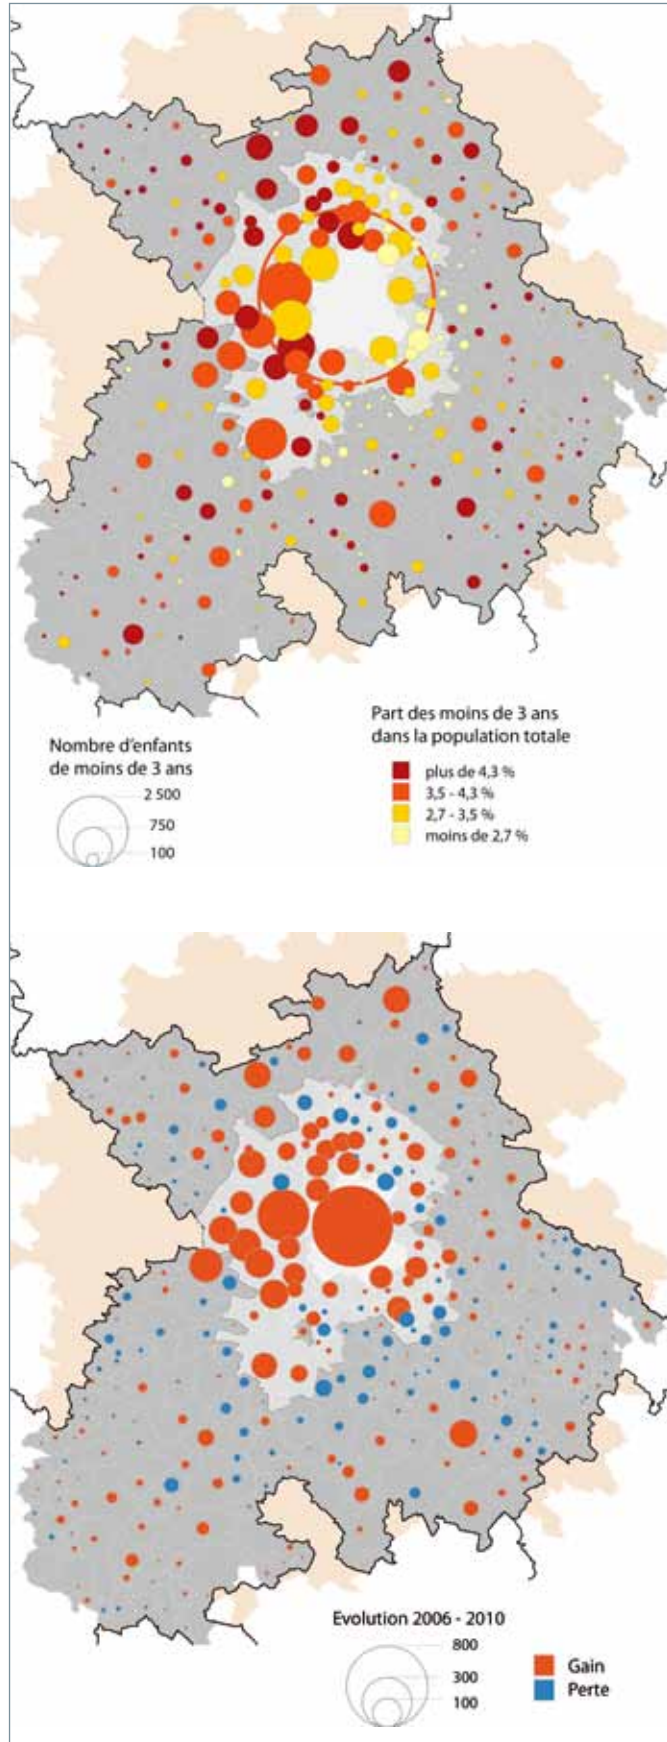 Nombre d'enfants
de moins de 3 ans
2 500
750
100
Part des moins de 3 ans
dans la population totale
plus de 4,3 %
3,5 - 4,3 %
2,7 - 3,5 %
moins de 2,7 %
Evolution 2006 - 2010
800
300
100
Gain
Perte